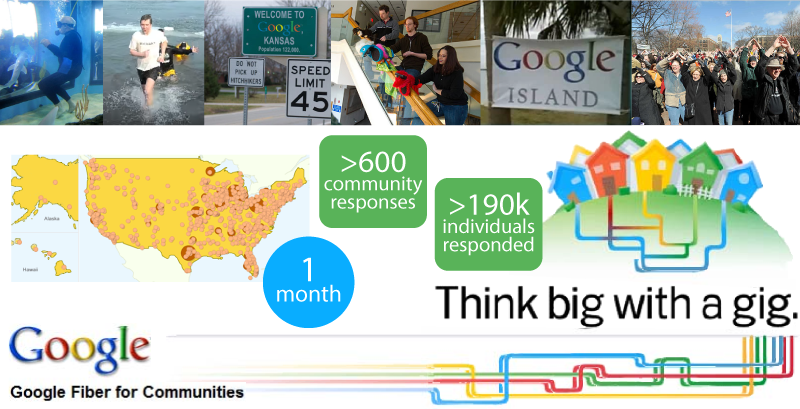 WELCOME TO
Google,
KANSAS
Population 122,999.
DO NOT
PICK UP
HITCHHIKERS
SPEED
LIMIT
45
Google
ISLAND
>600
community
responses
>190k
individuals
responded
Alaska
Hawaii
1
month
Think big with a gig.
Google
Google Fiber for Communities